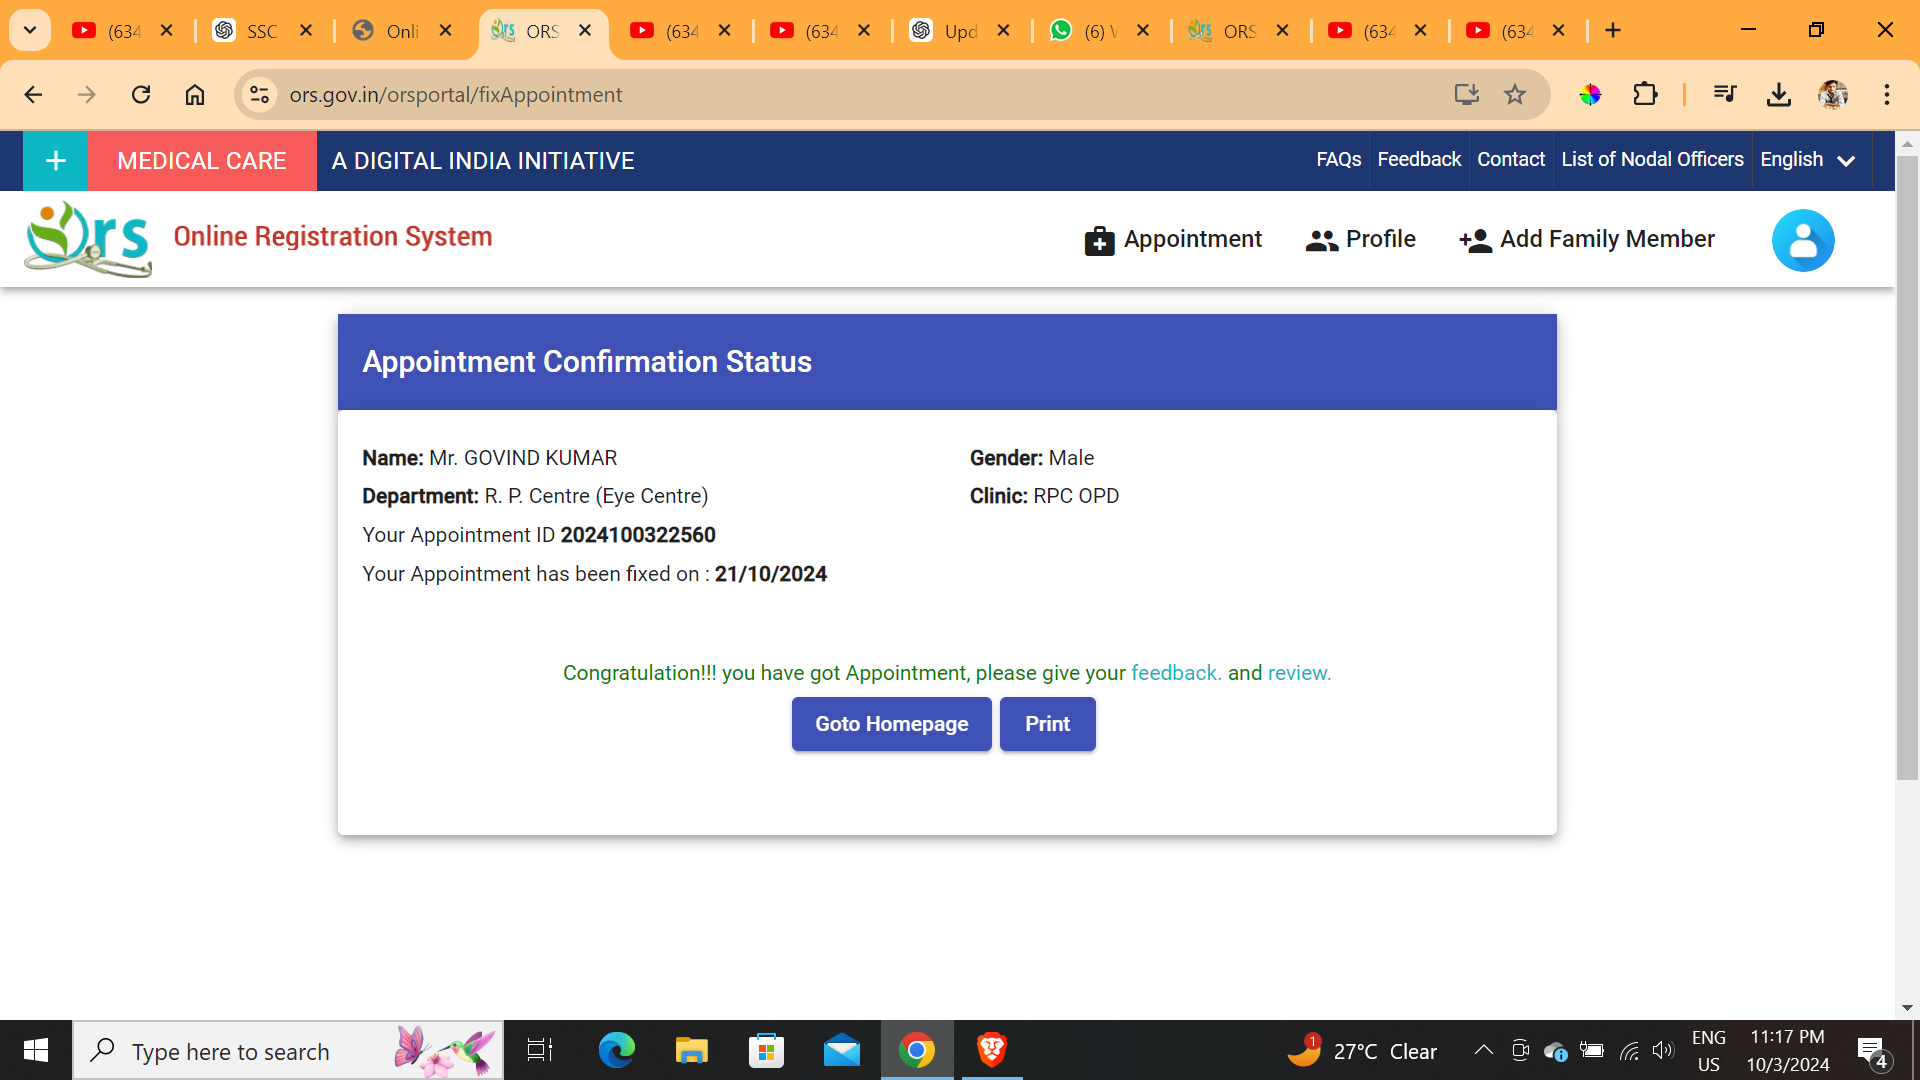 (634
SSC
Onli
ORS
(634
(634
Upd
(6) W
ORS
(634
(634
ors.gov.in/orsportal/fixAppointment
MEDICAL CARE
A DIGITAL INDIA INITIATIVE
FAQs
Feedback
Contact
List of Nodal Officers
English
Ors
Online Registration System
Appointment
Profile
Add Family Member
Appointment Confirmation Status
Name: Mr. GOVIND KUMAR
Gender: Male
Department: R. P. Centre (Eye Centre)
Clinic: RPC OPD
Your Appointment ID 2024100322560
Your Appointment has been fixed on : 21/10/2024
Congratulation!!! you have got Appointment, please give your feedback. and review.
Goto Homepage
Print
Type here to search
1
27°C Clear
ENG
US
11:17 PM
10/3/2024
4